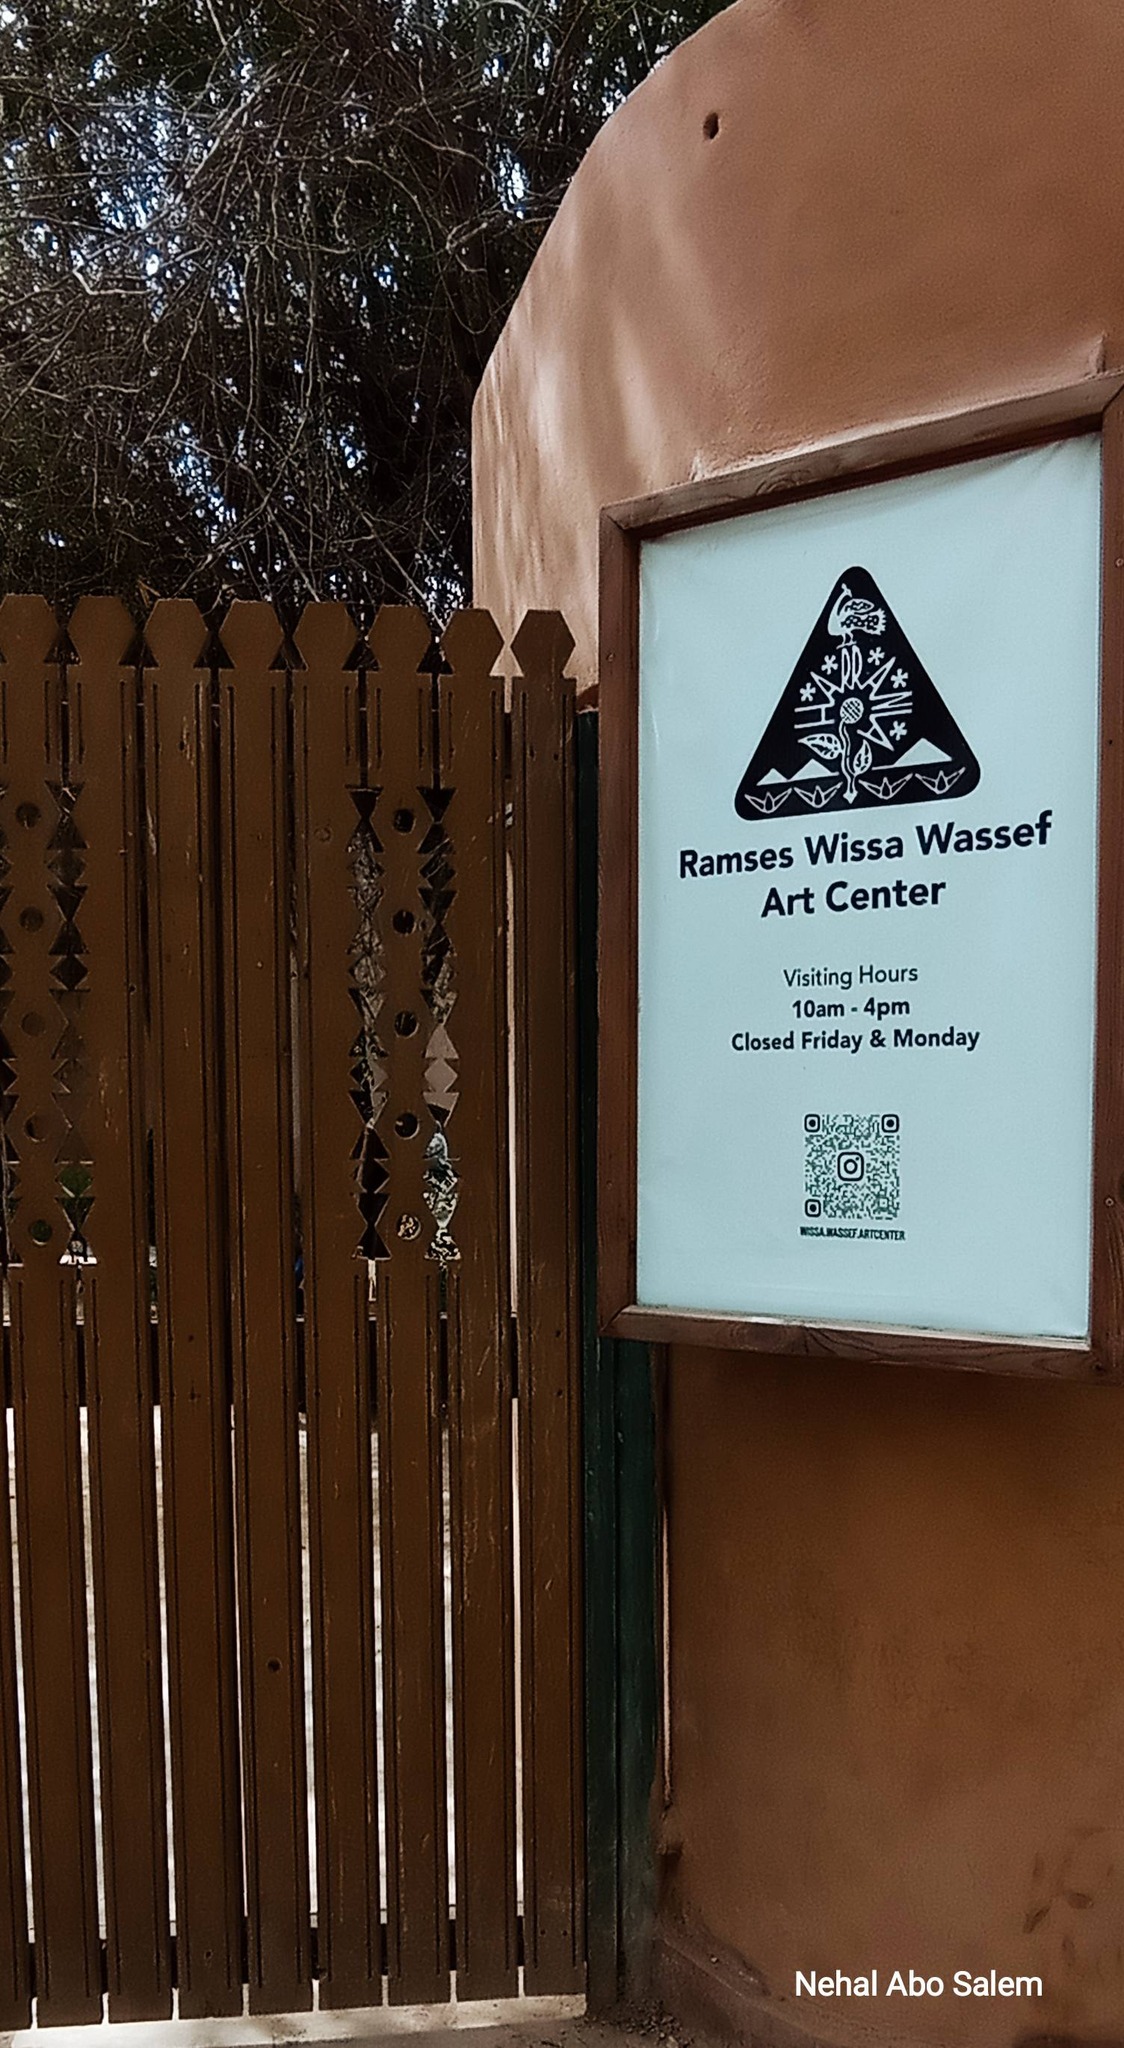 HARRANIA
Ramses Wissa Wassef
Art Center
Visiting Hours
10am - 4pm
Closed Friday & Monday
WISSA.WASSEF.ARTCENTER
Nehal Abo Salem